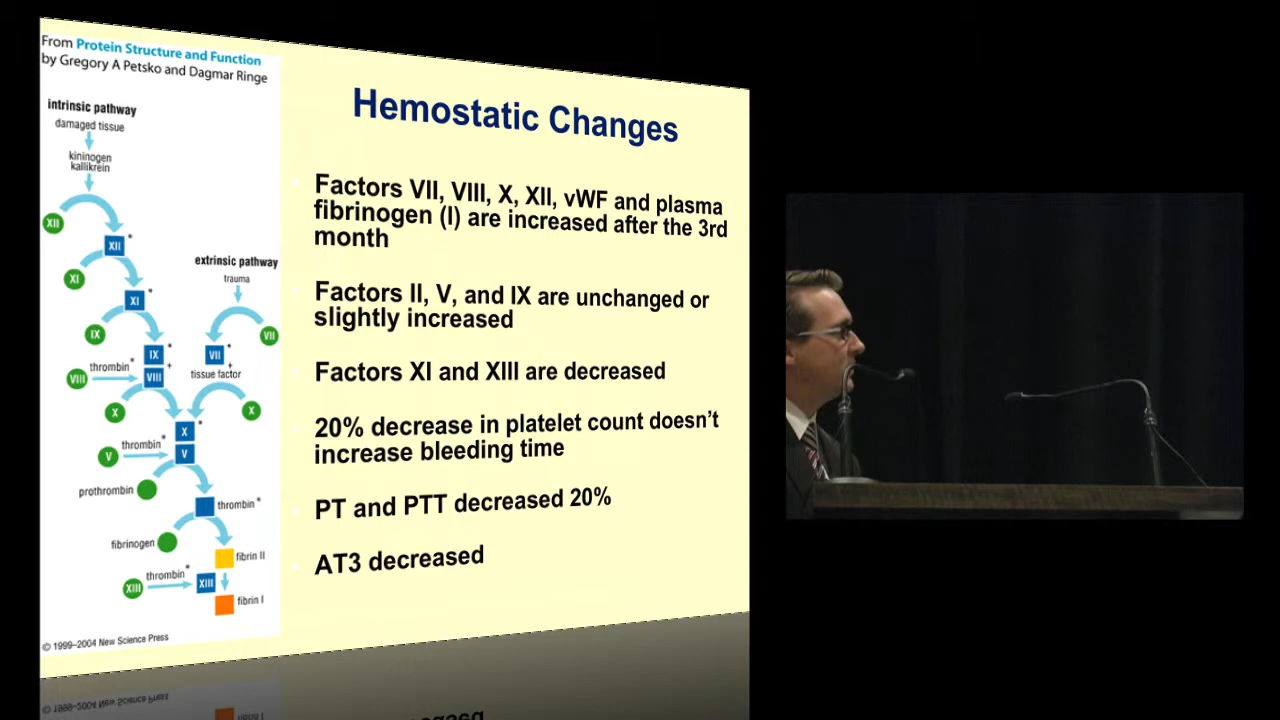 From Protein Structure and Function
by Gregory A Petsko and Dagmar Ringe
Hemostatic Changes
intrinsic pathway
damaged tissue
kininogen
kallikrein
XII
XII *
XI
XI *
IX
IX *
VIII
thrombin*
VIII +
extrinsic pathway
trauma
VII
VII *
+
tissue factor
X
X
X *
V
thrombin*
V
prothrombin
thrombin*
fibrinogen
fibrin II
XIII
thrombin*
XIII
fibrin I
© 1999–2004 New Science Press
Factors VII, VIII, X, XII, vWF and plasma
fibrinogen (I) are increased after the 3rd
month
Factors II, V, and IX are unchanged or
slightly increased
Factors XI and XIII are decreased
20% decrease in platelet count doesn’t
increase bleeding time
PT and PTT decreased 20%
AT3 decreased